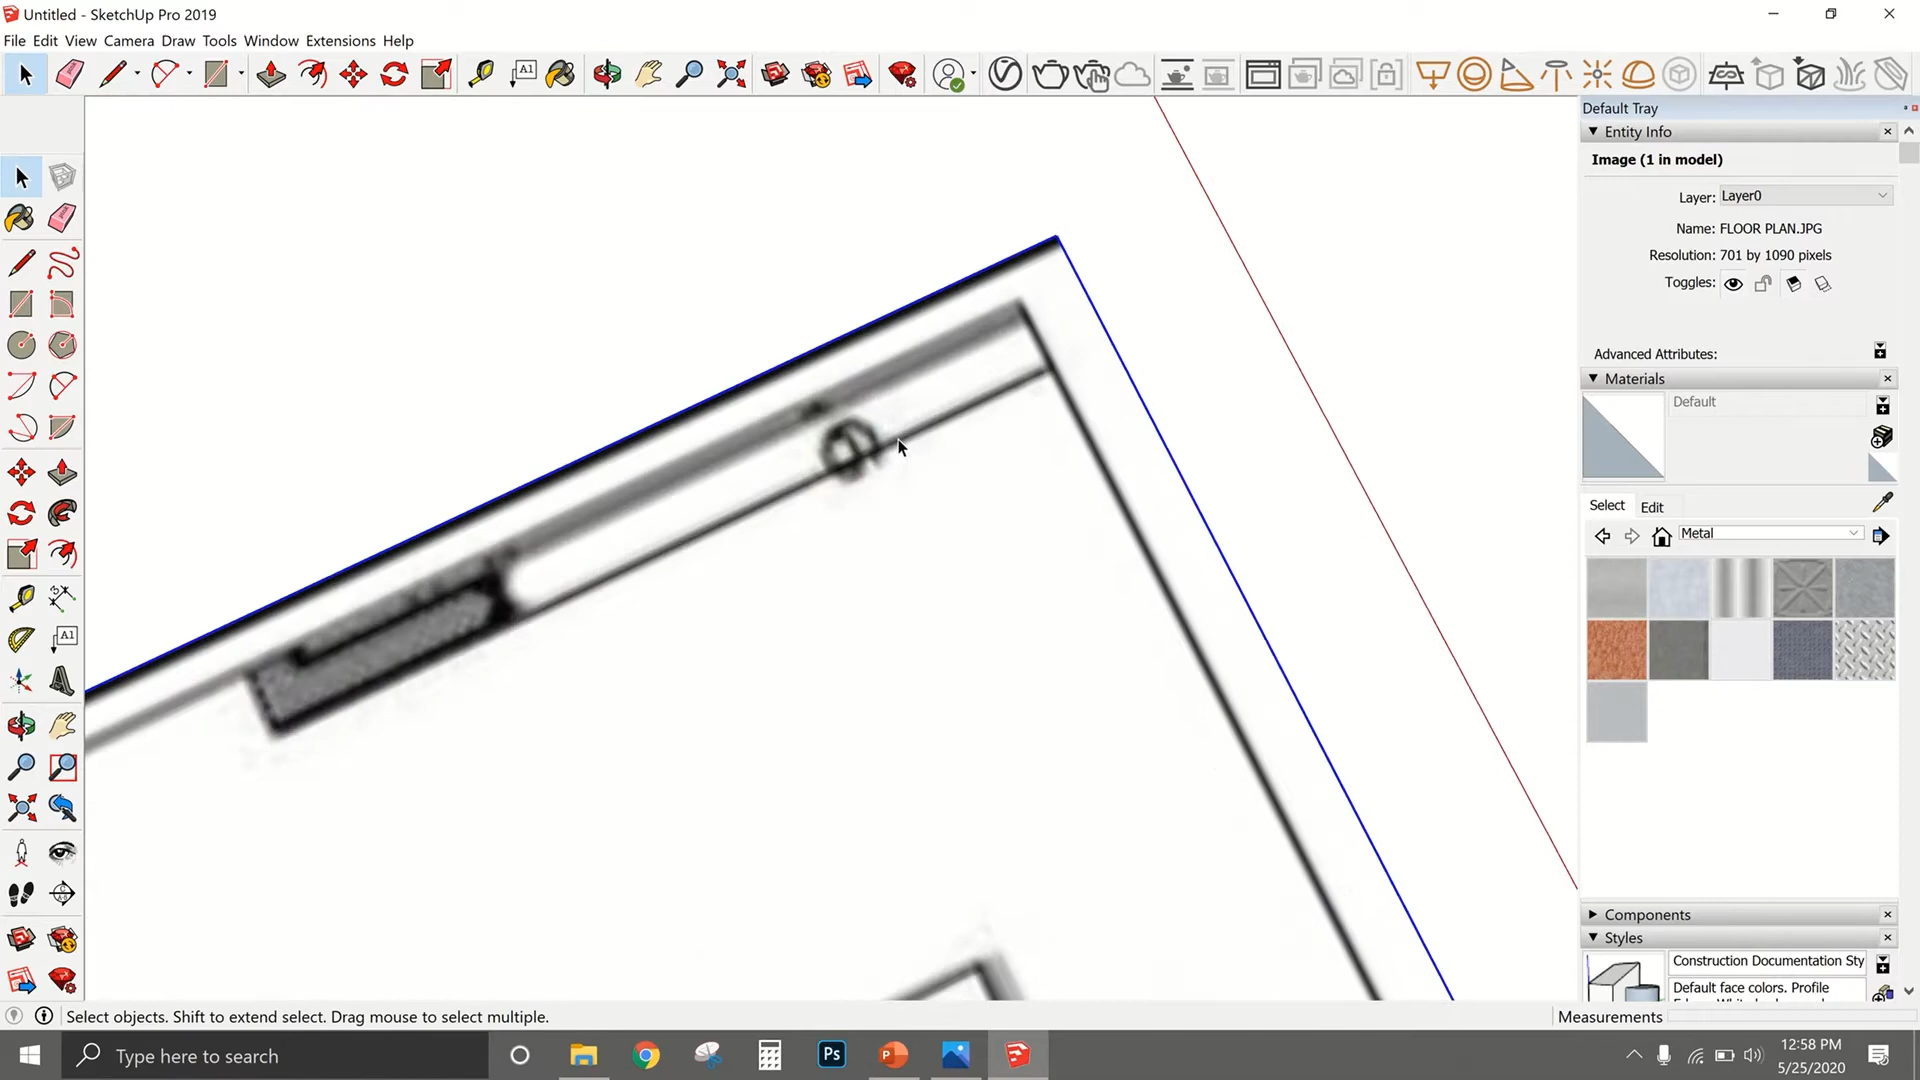 Untitled - SketchUp Pro 2019
File Edit View Camera Draw Tools Window Extensions Help
A1
Default Tray
Entity Info
Image (1 in model)
Layer: Layer0
Name: FLOOR PLAN.JPG
Resolution: 701 by 1090 pixels
Toggles:
Advanced Attributes:
Materials
Default
Select Edit
Metal
A1
Components
Styles
Construction Documentation Sty
Default face colors. Profile
Select objects. Shift to extend select. Drag mouse to select multiple.
Measurements
Type here to search
Ps
P
12:58 PM
5/25/2020